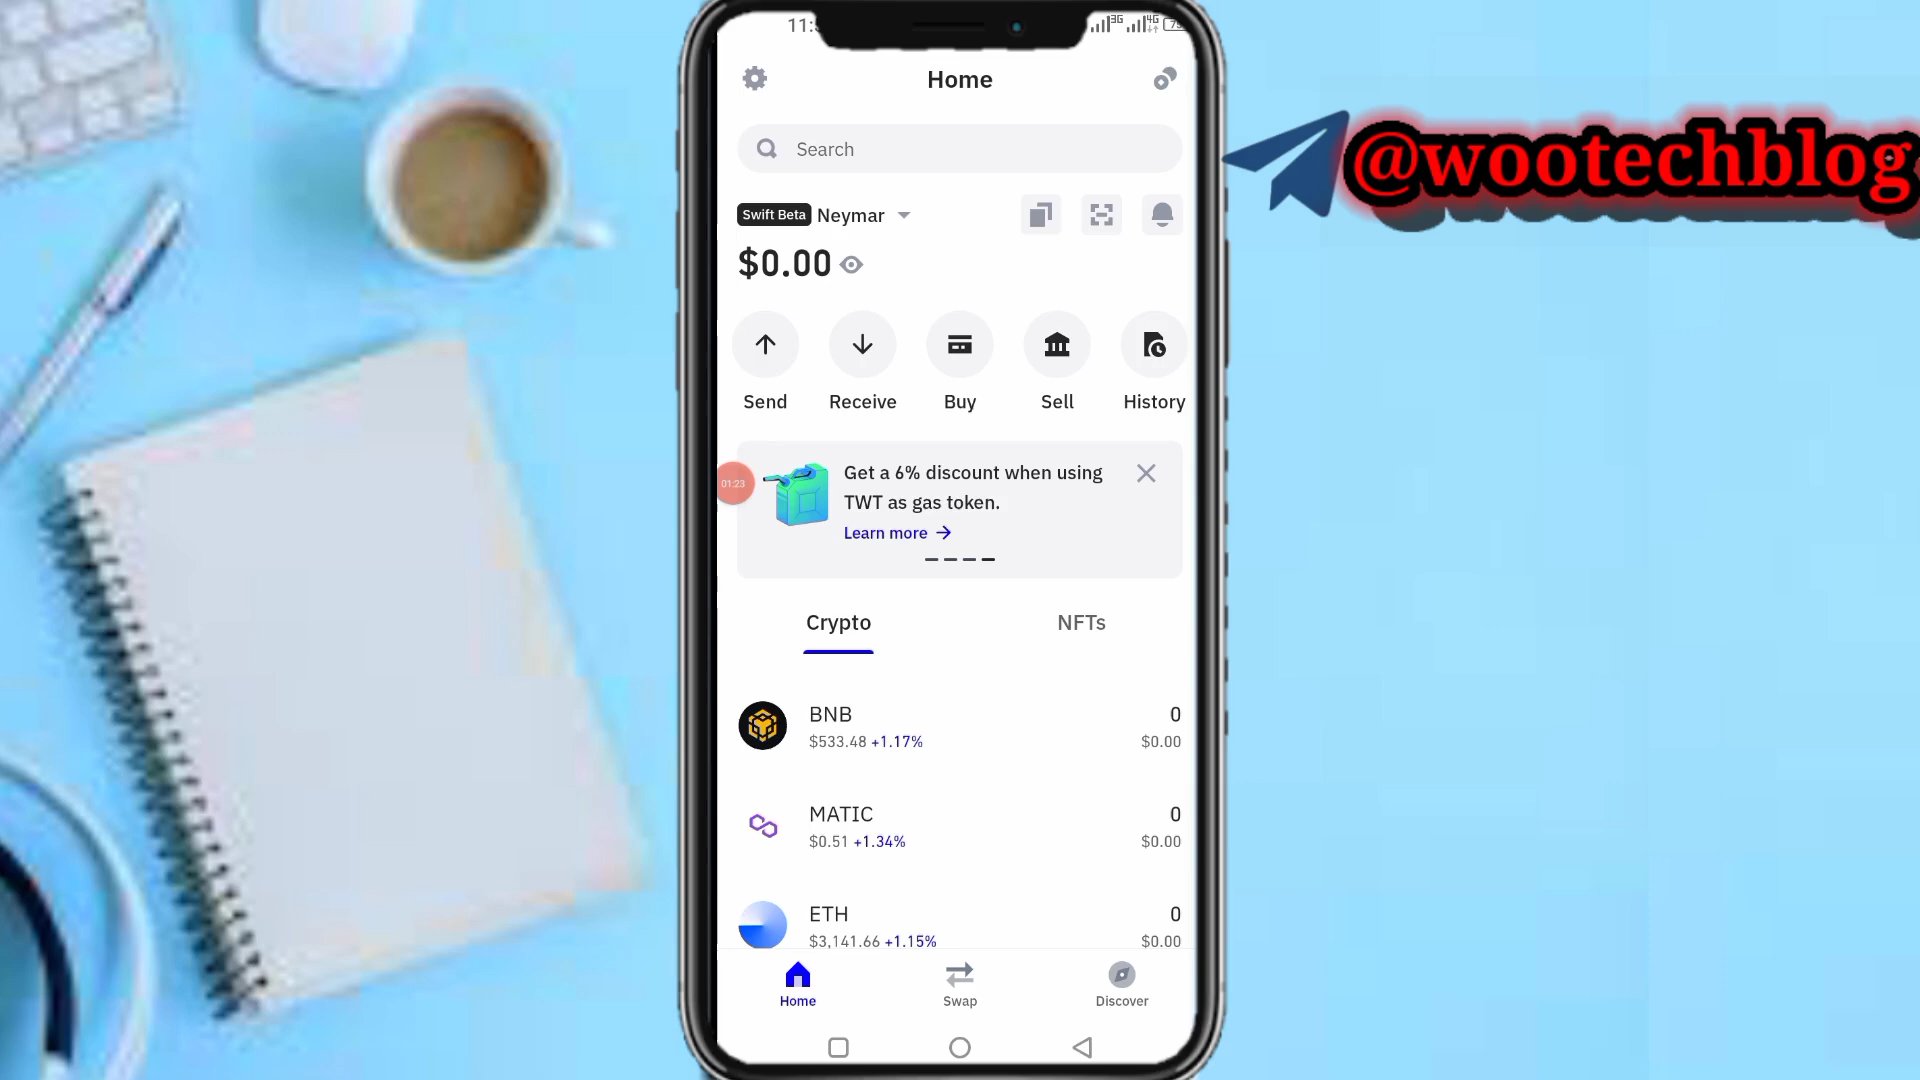 Home
Search
Swift Beta Neymar
$0.00
Send Receive Buy Sell History
Get a 6% discount when using
TWT as gas token.
Learn more →
01:23
Crypto NFTs
BNB 0
$533.48 +1.17% $0.00
MATIC 0
$0.51 +1.34% $0.00
ETH 0
$3,141.66 +1.15% $0.00
Home Swap Discover
@wootechblog